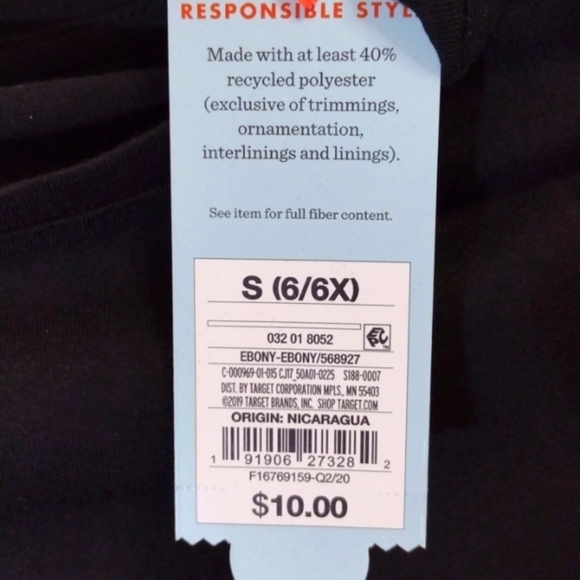 RESPONSIBLE STYL
Made with at least 40%
recycled polyester
(exclusive of trimmings,
ornamentation,
interlinings and linings).
See item for full fiber content.
S (6/6X)
032 01 8052
EBONY-EBONY/568927
C-000969-01-015 CJ17_50A01-0225 S188-0007
DIST. BY TARGET CORPORATION MPLS., MN 55403
©2019 TARGET BRANDS, INC. SHOP TARGET.COM
ORIGIN: NICARAGUA
1 91906 27328 2
F16769159-Q2/20
$10.00